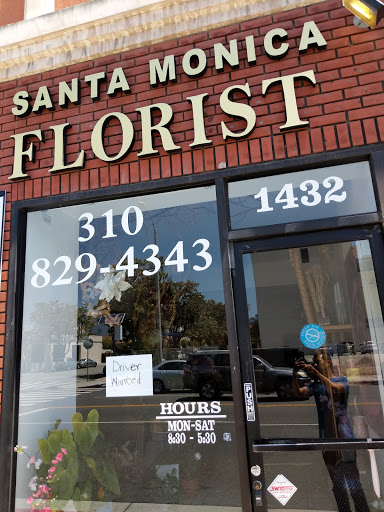 SANTA MONICA
FLORIST
1432
310
829-4343
Driver
Wanted
HOURS
MON-SAT
8:30 - 5:30
PUSH